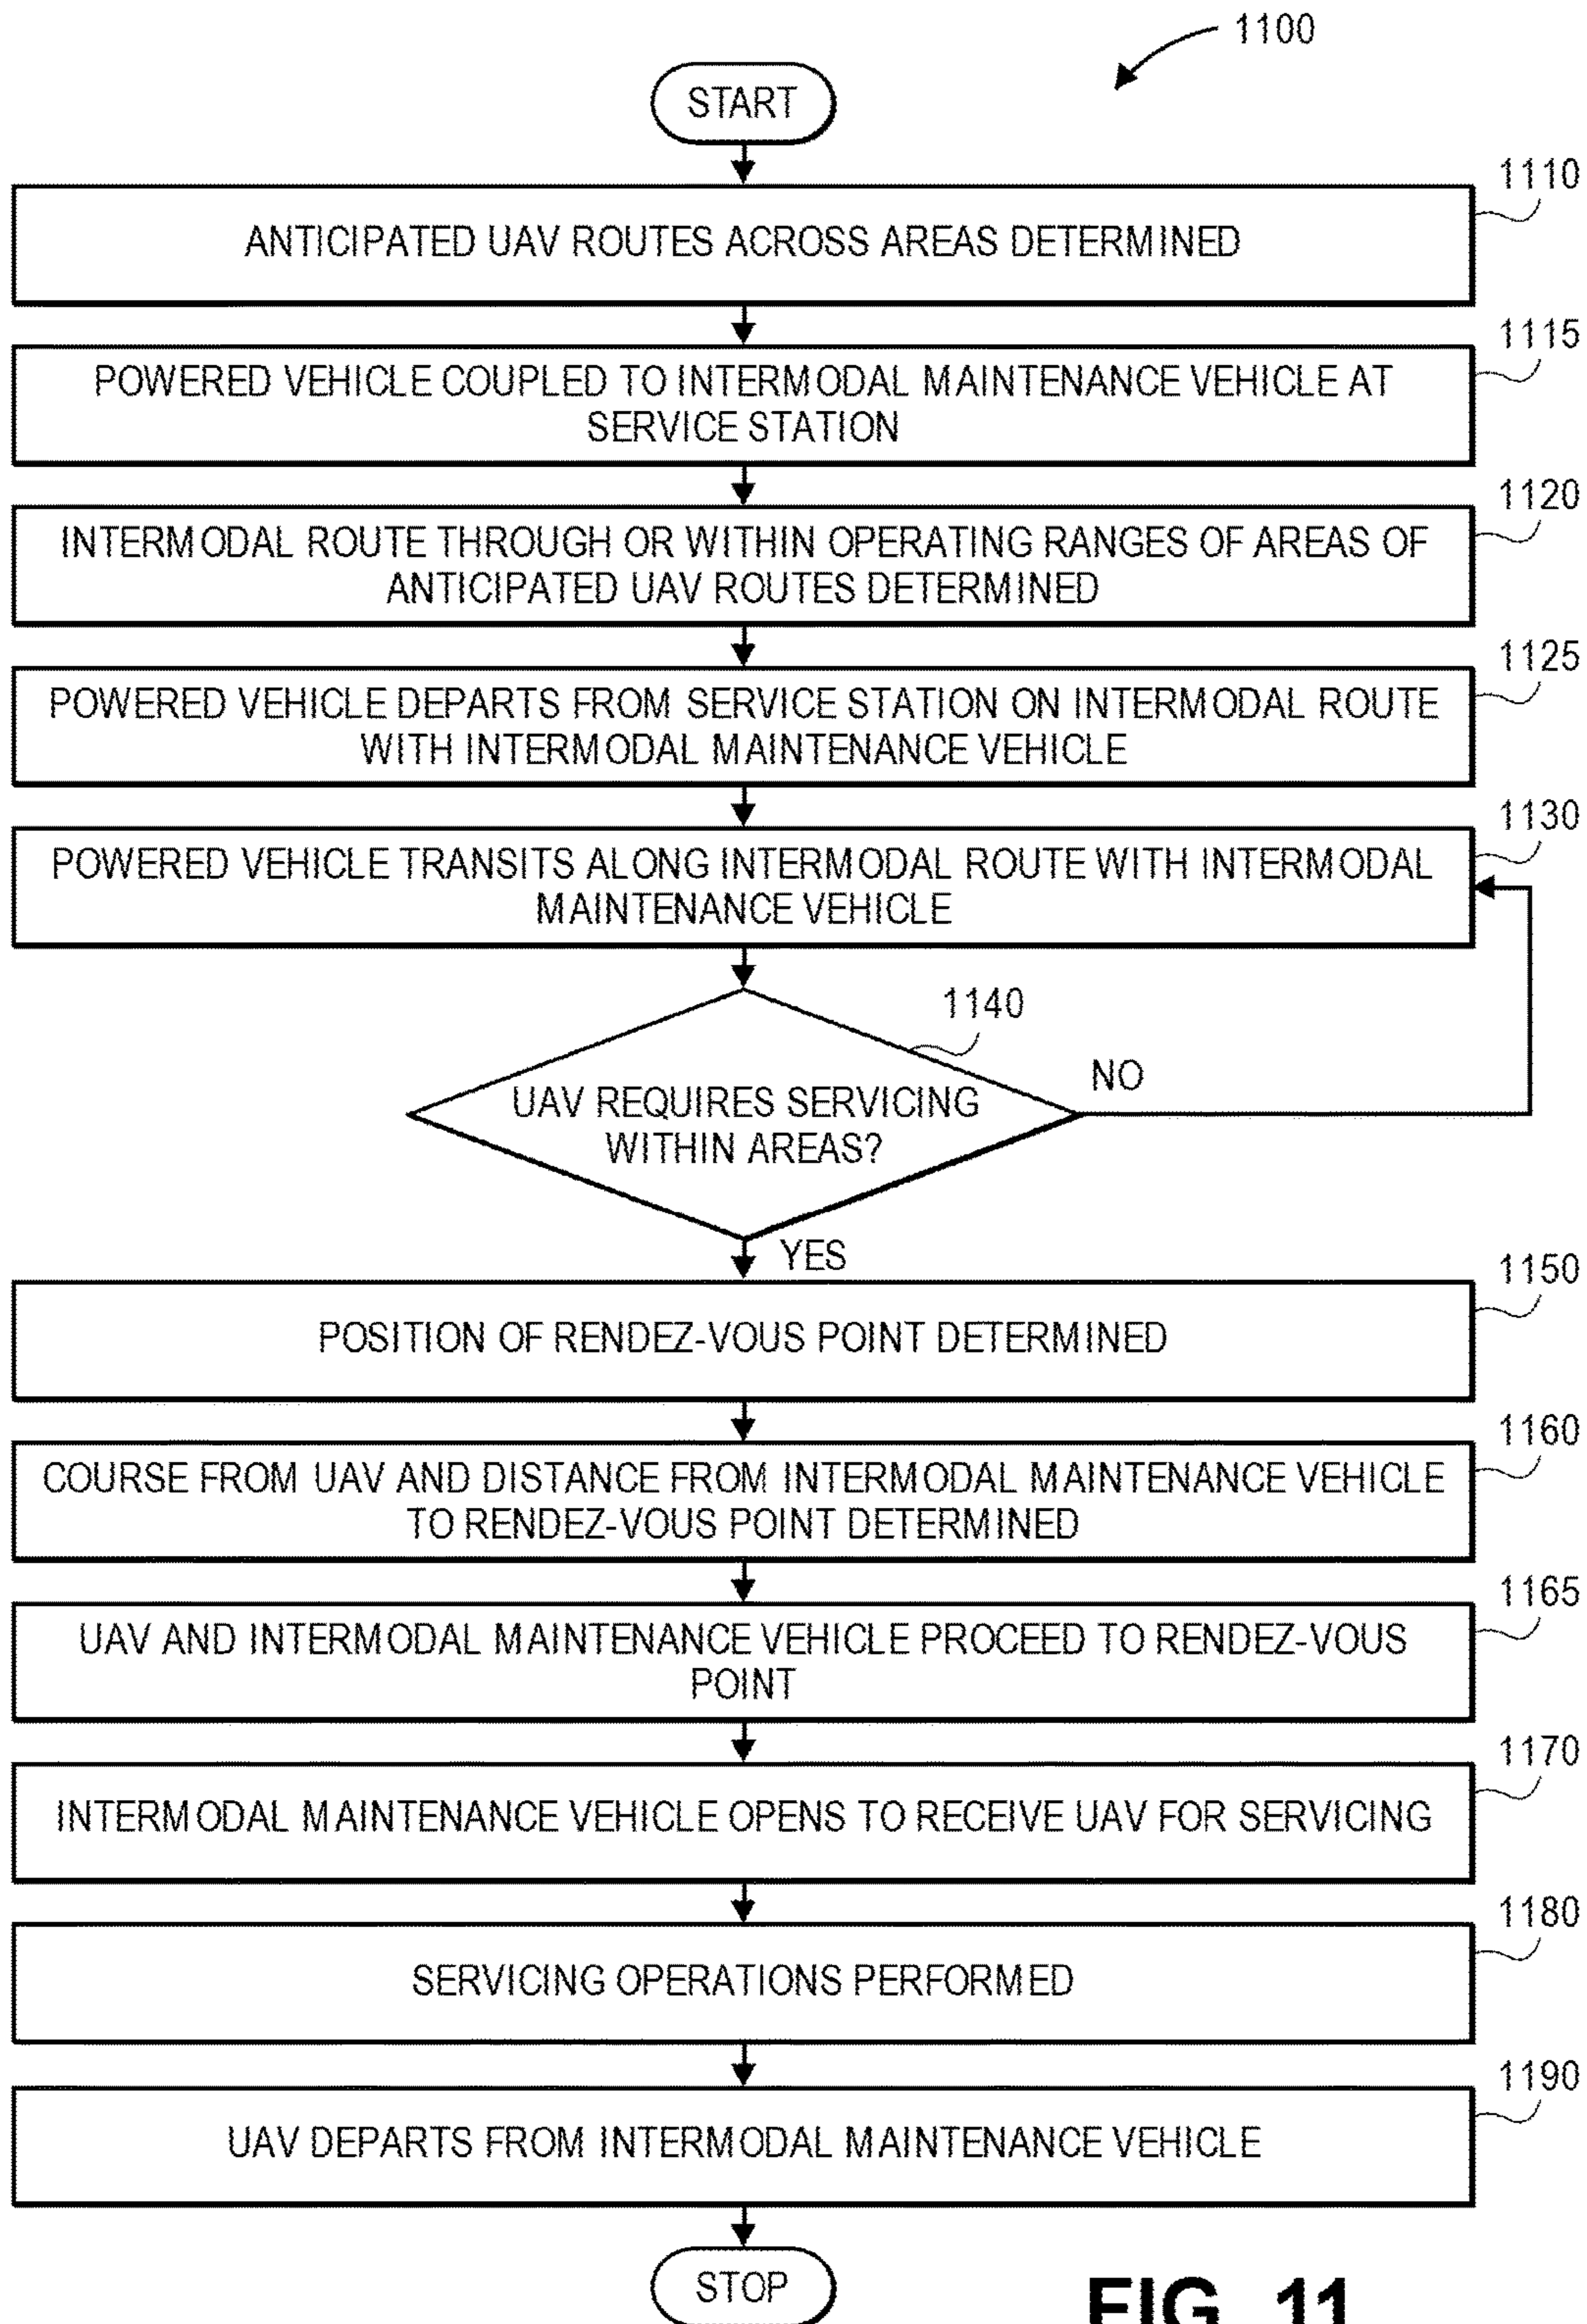 1100
START
1110
ANTICIPATED UAV ROUTES ACROSS AREAS DETERMINED
1115
POWERED VEHICLE COUPLED TO INTERMODAL MAINTENANCE VEHICLE AT
SERVICE STATION
1120
INTERMODAL ROUTE THROUGH OR WITHIN OPERATING RANGES OF AREAS OF
ANTICIPATED UAV ROUTES DETERMINED
1125
POWERED VEHICLE DEPARTS FROM SERVICE STATION ON INTERMODAL ROUTE
WITH INTERMODAL MAINTENANCE VEHICLE
1130
POWERED VEHICLE TRANSITS ALONG INTERMODAL ROUTE WITH INTERMODAL
MAINTENANCE VEHICLE
1140
NO
UAV REQUIRES SERVICING
WITHIN AREAS?
YES
1150
POSITION OF RENDEZ-VOUS POINT DETERMINED
1160
COURSE FROM UAV AND DISTANCE FROM INTERMODAL MAINTENANCE VEHICLE
TO RENDEZ-VOUS POINT DETERMINED
1165
UAV AND INTERMODAL MAINTENANCE VEHICLE PROCEED TO RENDEZ-VOUS
POINT
1170
INTERMODAL MAINTENANCE VEHICLE OPENS TO RECEIVE UAV FOR SERVICING
1180
SERVICING OPERATIONS PERFORMED
1190
UAV DEPARTS FROM INTERMODAL MAINTENANCE VEHICLE
STOP
FIG. 11